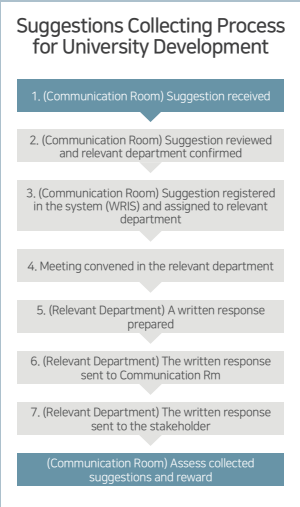 Suggestions Collecting Process
for University Development
1. (Communication Room) Suggestion received
2. (Communication Room) Suggestion reviewed
and relevant department confirmed
3. (Communication Room) Suggestion registered
in the system (WRIS) and assigned to relevant
department
4. Meeting convened in the relevant department
5. (Relevant Department) A written response
prepared
6. (Relevant Department) The written response
sent to Communication Rm
7. (Relevant Department) The written response
sent to the stakeholder
(Communication Room) Assess collected
suggestions and reward